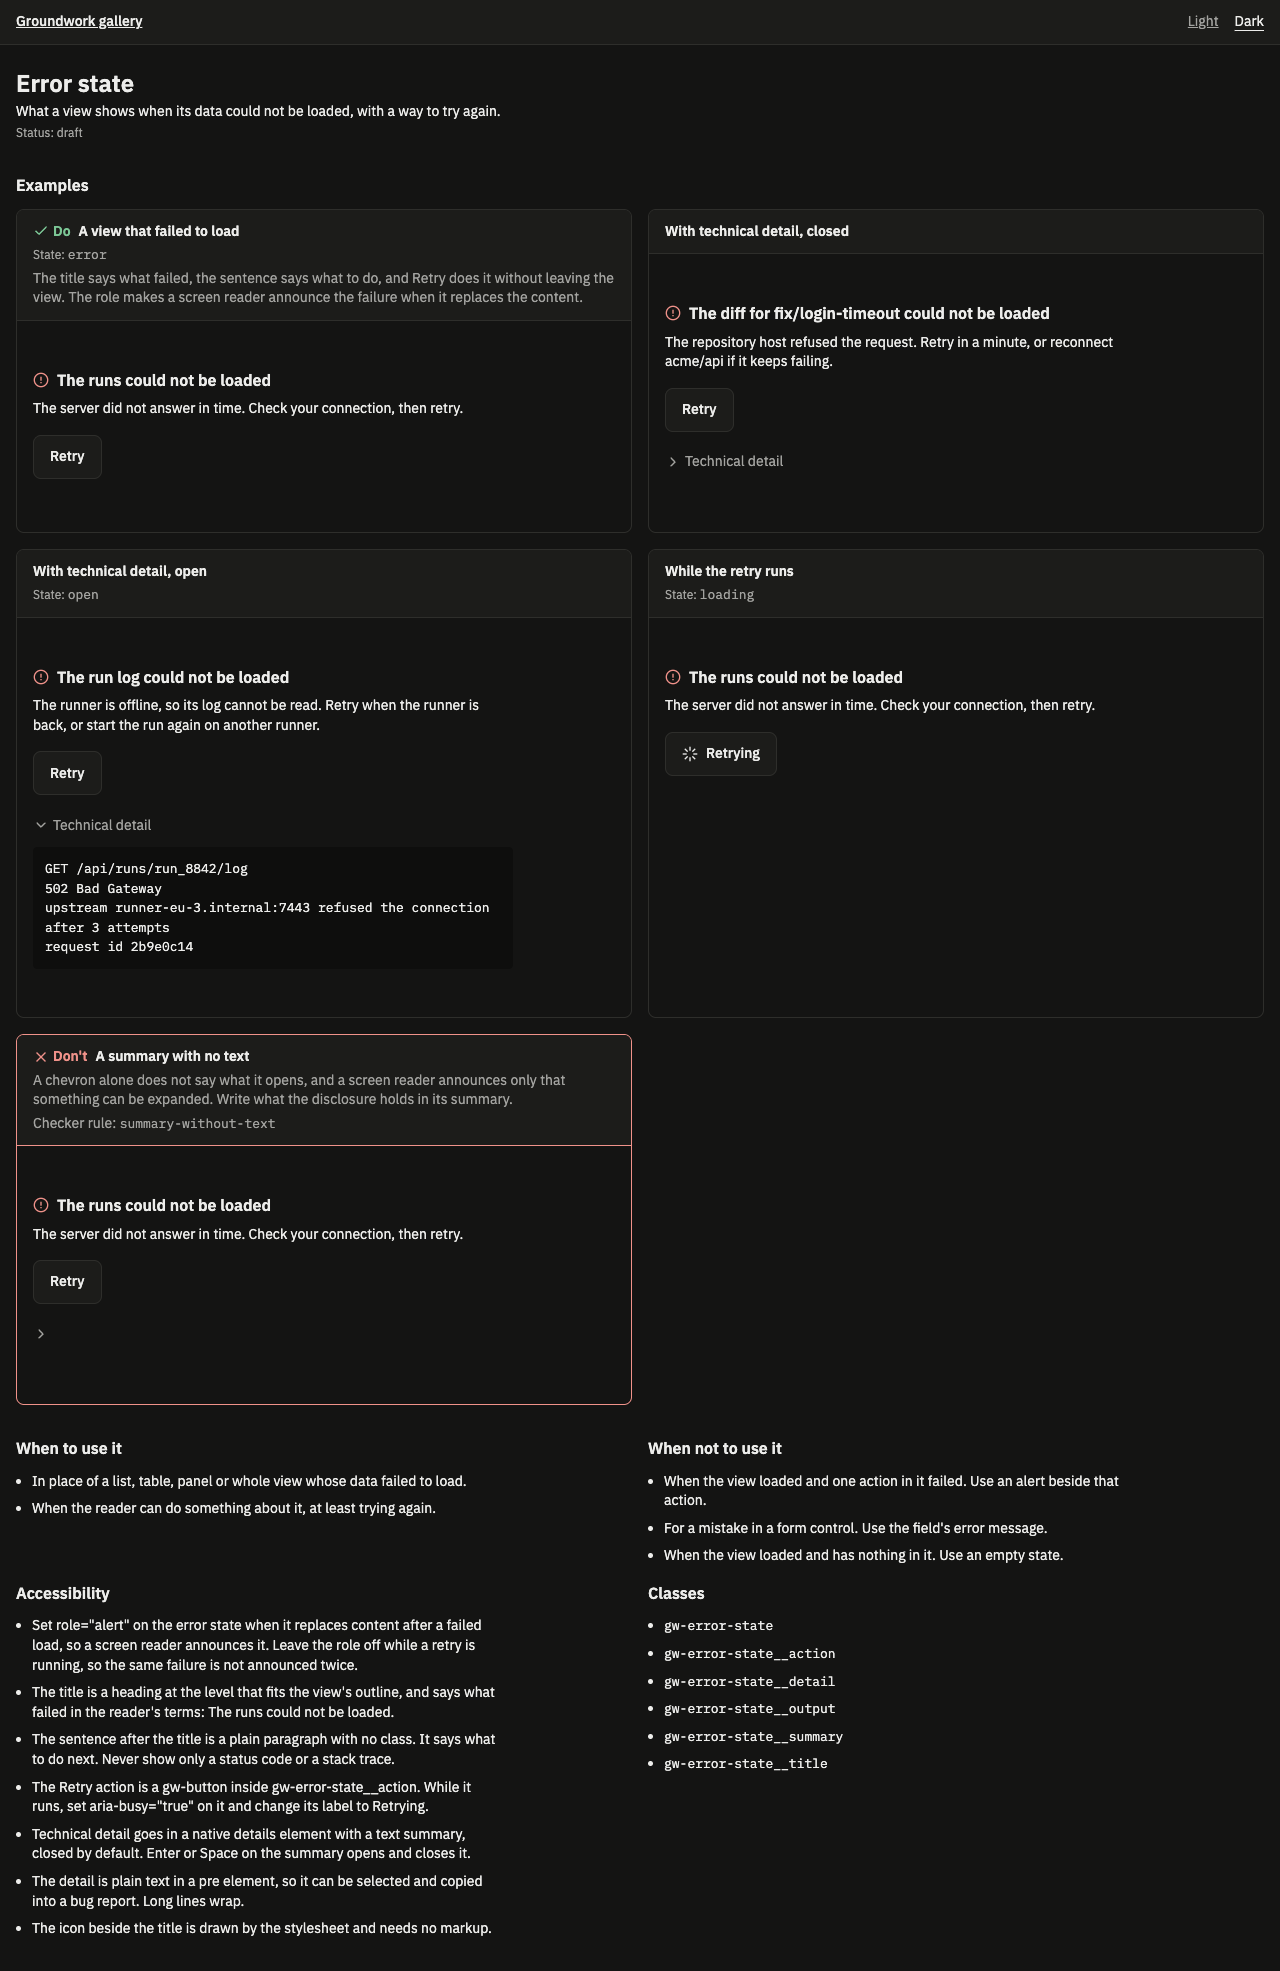 Groundwork gallery
Light Dark
Error state
What a view shows when its data could not be loaded, with a way to try again.
Status: draft
Examples
Do A view that failed to load
State: error
The title says what failed, the sentence says what to do, and Retry does it without leaving the
view. The role makes a screen reader announce the failure when it replaces the content.
The runs could not be loaded
The server did not answer in time. Check your connection, then retry.
Retry
With technical detail, closed
The diff for fix/login-timeout could not be loaded
The repository host refused the request. Retry in a minute, or reconnect
acme/api if it keeps failing.
Retry
Technical detail
With technical detail, open
State: open
The run log could not be loaded
The runner is offline, so its log cannot be read. Retry when the runner is
back, or start the run again on another runner.
Retry
Technical detail
GET /api/runs/run_8842/log
502 Bad Gateway
upstream runner-eu-3.internal:7443 refused the connection
after 3 attempts
request id 2b9e0c14
While the retry runs
State: loading
The runs could not be loaded
The server did not answer in time. Check your connection, then retry.
Retrying
Don't A summary with no text
A chevron alone does not say what it opens, and a screen reader announces only that
something can be expanded. Write what the disclosure holds in its summary.
Checker rule: summary-without-text
The runs could not be loaded
The server did not answer in time. Check your connection, then retry.
Retry
When to use it
In place of a list, table, panel or whole view whose data failed to load.
When the reader can do something about it, at least trying again.
When not to use it
When the view loaded and one action in it failed. Use an alert beside that
action.
For a mistake in a form control. Use the field's error message.
When the view loaded and has nothing in it. Use an empty state.
Accessibility
Set role="alert" on the error state when it replaces content after a failed
load, so a screen reader announces it. Leave the role off while a retry is
running, so the same failure is not announced twice.
The title is a heading at the level that fits the view's outline, and says what
failed in the reader's terms: The runs could not be loaded.
The sentence after the title is a plain paragraph with no class. It says what
to do next. Never show only a status code or a stack trace.
The Retry action is a gw-button inside gw-error-state__action. While it
runs, set aria-busy="true" on it and change its label to Retrying.
Technical detail goes in a native details element with a text summary,
closed by default. Enter or Space on the summary opens and closes it.
The detail is plain text in a pre element, so it can be selected and copied
into a bug report. Long lines wrap.
The icon beside the title is drawn by the stylesheet and needs no markup.
Classes
gw-error-state
gw-error-state__action
gw-error-state__detail
gw-error-state__output
gw-error-state__summary
gw-error-state__title